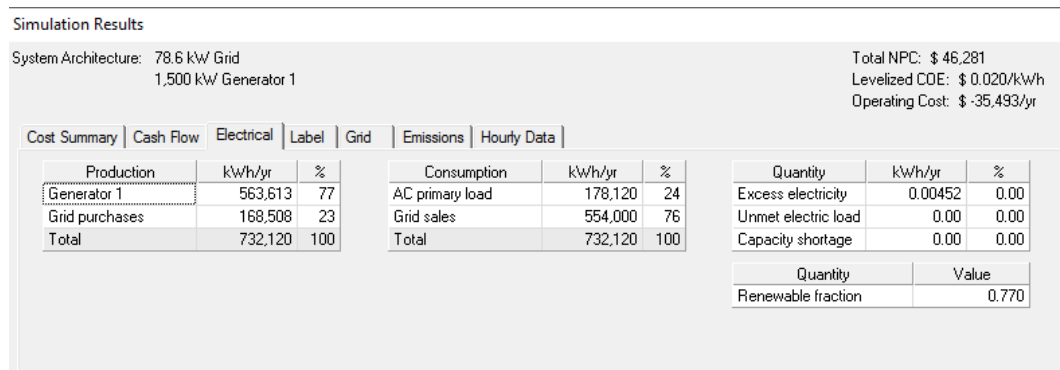 Simulation Results
System Architecture: 78.6 kW Grid
1,500 kW Generator 1
Total NPC: $ 46,281
Levelized COE: $ 0.020/kWh
Operating Cost: $ -35,493/yr
Cost Summary Cash Flow Electrical Label Grid Emissions Hourly Data
Production kWh/yr %
Generator 1 563,613 77
Grid purchases 168,508 23
Total 732,120 100
Consumption kWh/yr %
AC primary load 178,120 24
Grid sales 554,000 76
Total 732,120 100
Quantity kWh/yr %
Excess electricity 0.00452 0.00
Unmet electric load 0.00 0.00
Capacity shortage 0.00 0.00
Quantity Value
Renewable fraction 0.770